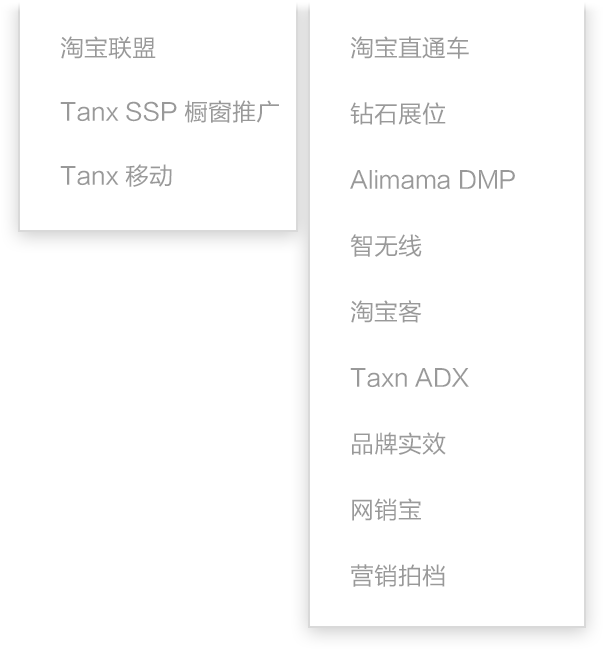 淘宝联盟
Tanx SSP 橱窗推广
Tanx 移动
淘宝直通车
钻石展位
Alimama DMP
智无线
淘宝客
Taxn ADX
品牌实效
网销宝
营销拍档